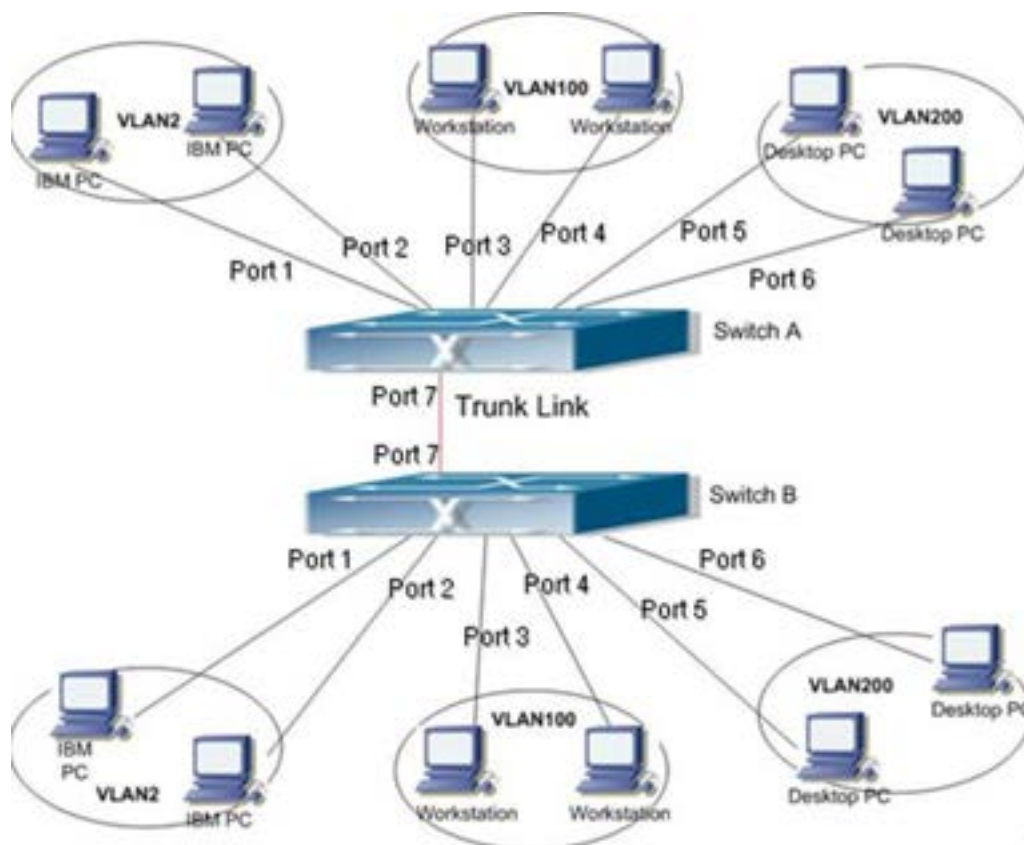 VLAN2
IBM PC
IBM PC
VLAN100
Workstation
Workstation
VLAN200
Desktop PC
Desktop PC
Port 1
Port 2
Port 3
Port 4
Port 5
Port 6
Switch A
Port 7
Trunk Link
Port 7
Switch B
Port 1
Port 2
Port 3
Port 4
Port 5
Port 6
IBM
PC
VLAN2
IBM PC
VLAN100
Workstation
Workstation
VLAN200
Desktop PC
Desktop PC